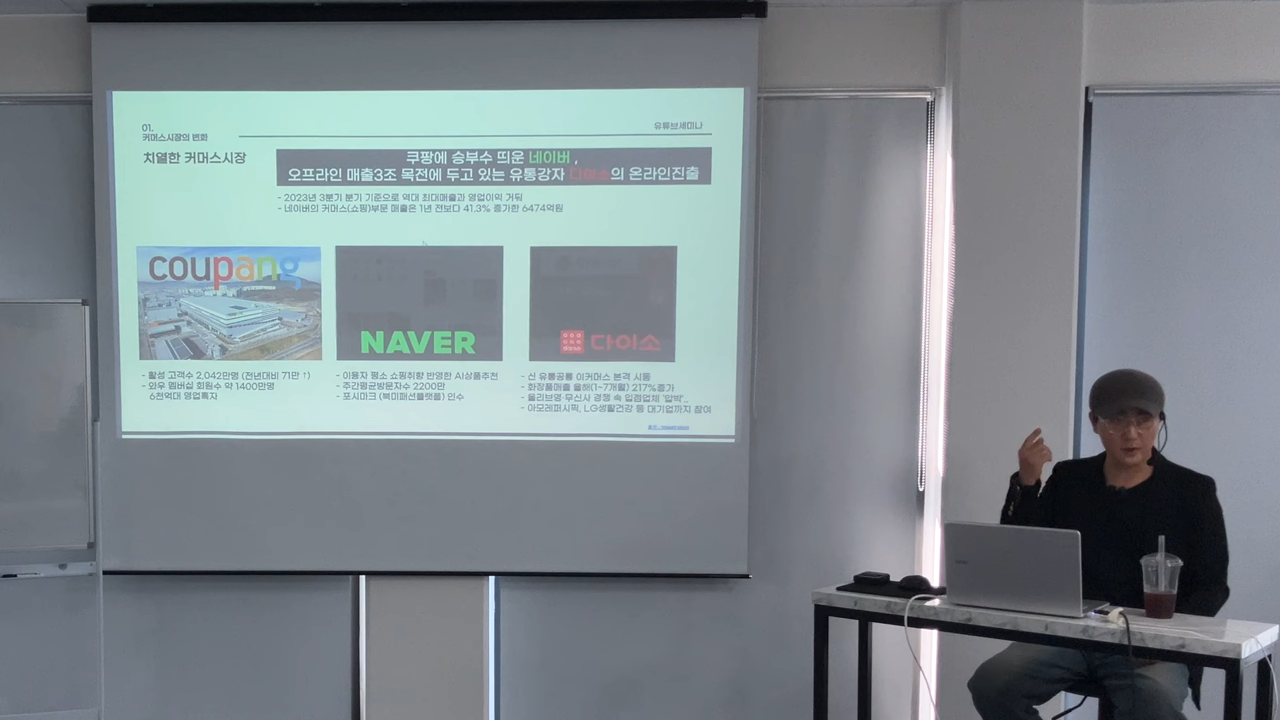 01.
커머스시장의 변화
유튜브세미나
치열한 커머스시장
쿠팡에 승부수 띄운 네이버 ,
오프라인 매출3조 목전에 두고 있는 유통강자 다이소의 온라인진출
- 2023년 3분기 분기 기준으로 역대 최대매출과 영업이익 거둬
- 네이버의 커머스(쇼핑)부문 매출은 1년 전보다 41.3% 증가한 6474억원
coupang
NAVER
다이소
- 활성 고객수 2,042만명 (전년대비 77만 ↑)
- 와우 멤버십 회원수 약 1400만명
6천억대 영업흑자
- 이용자 평소 쇼핑취향 반영한 AI상품추천
- 주간평균방문자수 2200만
- 포시마크 (북미패션플랫폼) 인수
- 신 유통공룡 이커머스 본격 시동
- 화장품매출 올해(1~7개월) 217%증가
- 올리브영·무신사 경쟁 속 입점업체 '압박'..
- 아모레퍼시픽, LG생활건강 등 대기업까지 참여